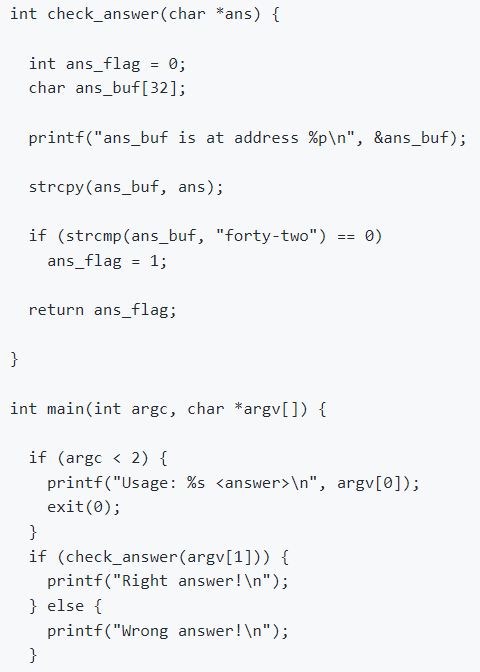 int check_answer(char *ans) {
int ans_flag = 0;
char ans_buf[32];
printf("ans_buf is at address %p\n", &ans_buf);
strcpy(ans_buf, ans);
if (strcmp(ans_buf, "forty-two") == 0)
ans_flag = 1;
return ans_flag;
}
int main(int argc, char *argv[]) {
if (argc < 2) {
printf("Usage: %s <answer>\n", argv[0]);
exit(0);
}
if (check_answer(argv[1])) {
printf("Right answer!\n");
} else {
printf("Wrong answer!\n");
}